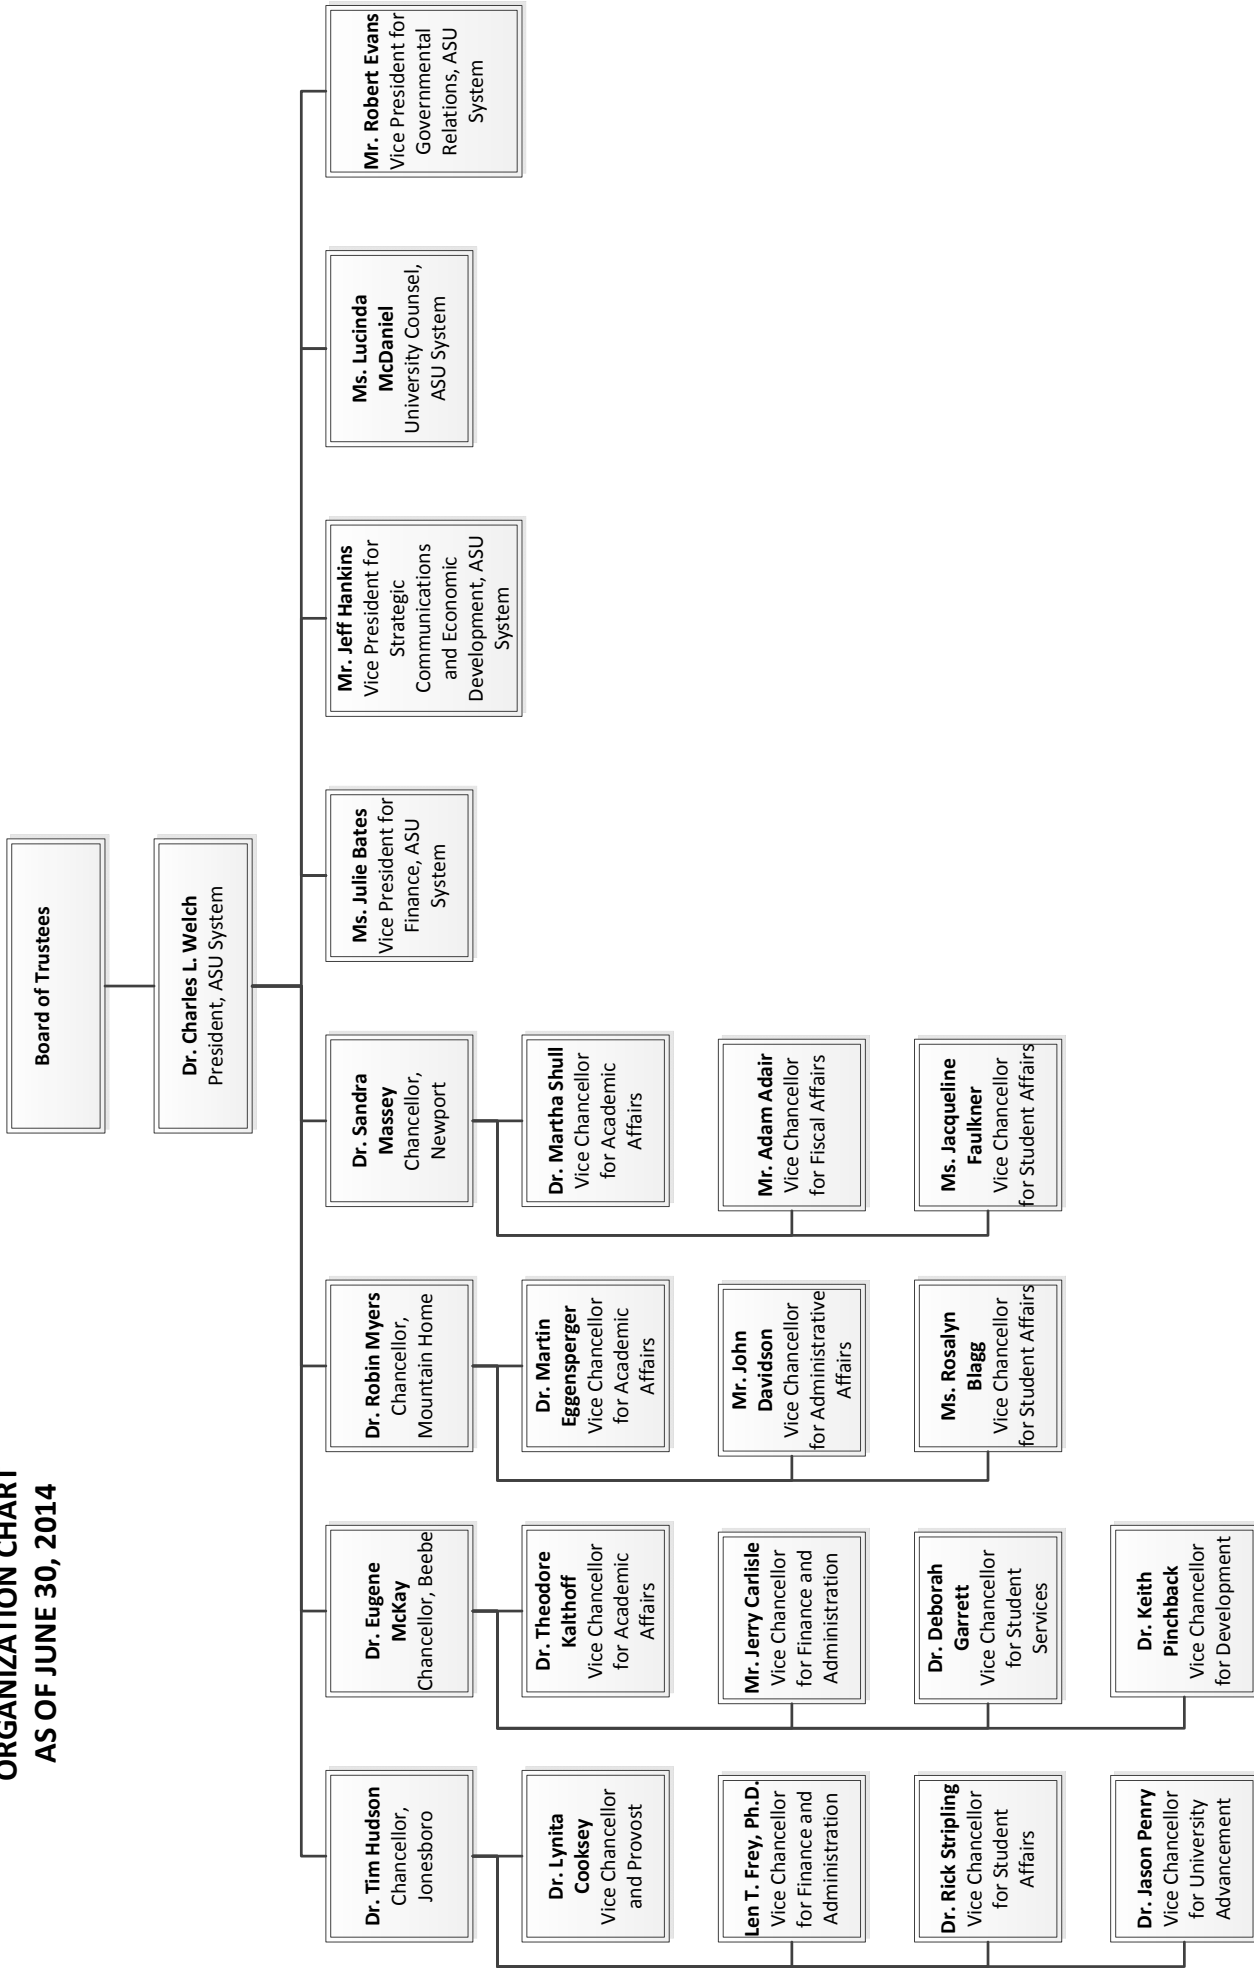 ORGANIZATION CHART
AS OF JUNE 30, 2014
Board of Trustees
Dr. Charles L. Welch
President, ASU System
Dr. Tim Hudson
Chancellor,
Jonesboro
Dr. Lynita
Cooksey
Vice Chancellor
and Provost
Len T. Frey, Ph.D.
Vice Chancellor
for Finance and
Administration
Dr. Rick Stripling
Vice Chancellor
for Student
Affairs
Dr. Jason Penry
Vice Chancellor
for University
Advancement
Dr. Eugene
McKay
Chancellor, Beebe
Dr. Theodore
Kalthoff
Vice Chancellor
for Academic
Affairs
Mr. Jerry Carlisle
Vice Chancellor
for Finance and
Administration
Dr. Deborah
Garrett
Vice Chancellor
for Student
Services
Dr. Keith
Pinchback
Vice Chancellor
for Development
Dr. Robin Myers
Chancellor,
Mountain Home
Dr. Martin
Eggensperger
Vice Chancellor
for Academic
Affairs
Mr. John
Davidson
Vice Chancellor
for Administrative
Affairs
Ms. Rosalyn
Blagg
Vice Chancellor
for Student Affairs
Dr. Sandra
Massey
Chancellor,
Newport
Dr. Martha Shull
Vice Chancellor
for Academic
Affairs
Mr. Adam Adair
Vice Chancellor
for Fiscal Affairs
Ms. Jacqueline
Faulkner
Vice Chancellor
for Student Affairs
Ms. Julie Bates
Vice President for
Finance, ASU
System
Mr. Jeff Hankins
Vice President for
Strategic
Communications
and Economic
Development, ASU
System
Ms. Lucinda
McDaniel
University Counsel,
ASU System
Mr. Robert Evans
Vice President for
Governmental
Relations, ASU
System